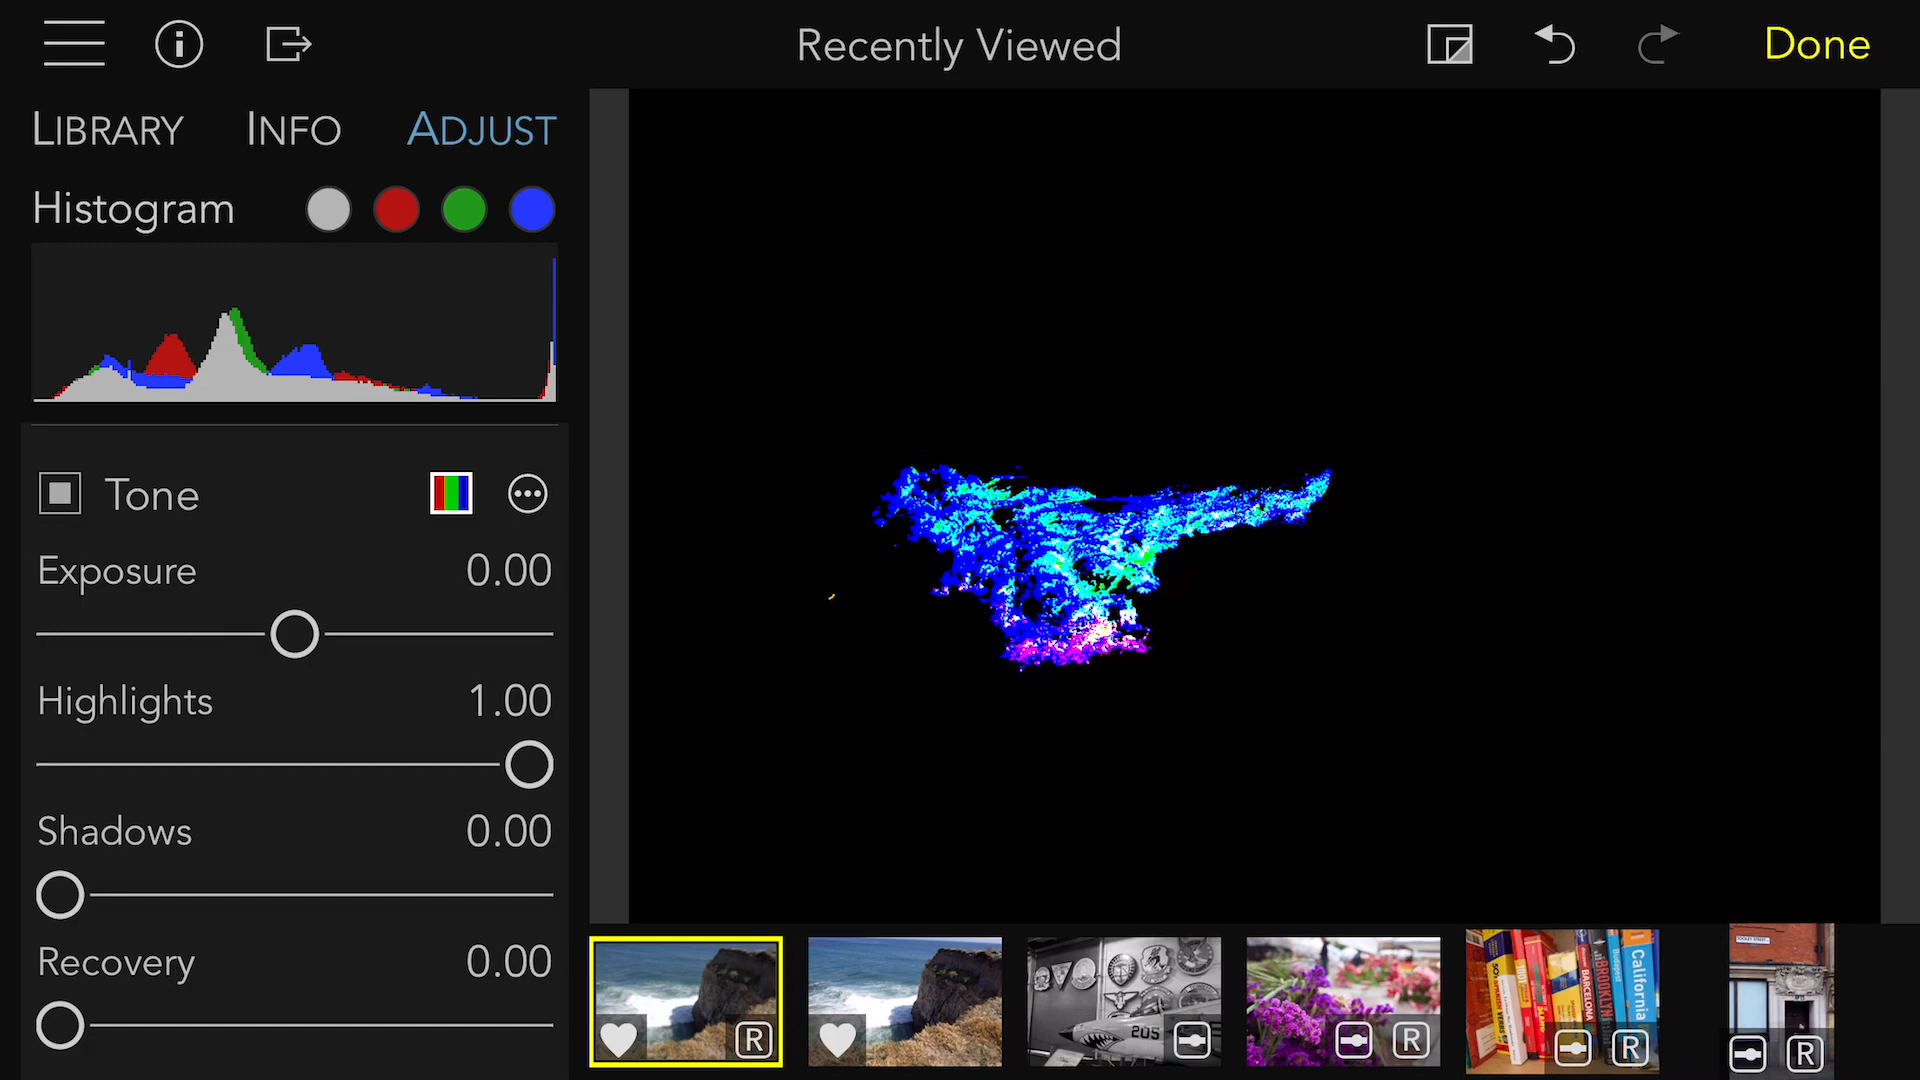 Recently Viewed
Done
LIBRARY INFO ADJUST
Histogram
Tone
Exposure 0.00
Highlights 1.00
Shadows 0.00
Recovery 0.00
R
205
R
BARCELONA
BROOKLYN
Budapest
California
R
R